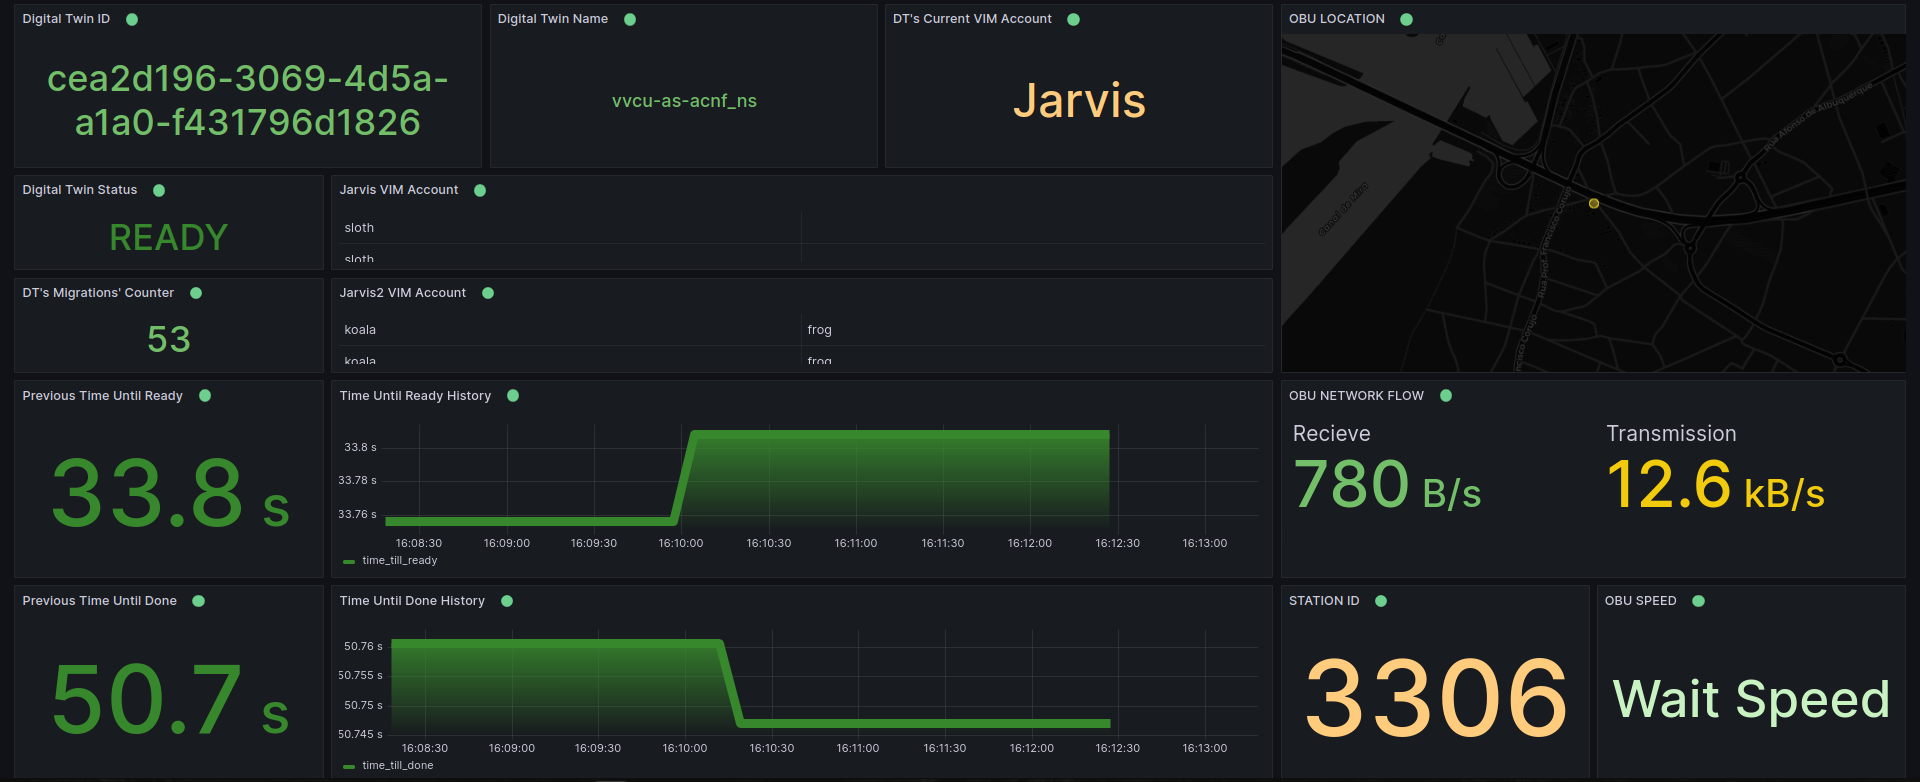 Digital Twin ID
cea2d196-3069-4d5a-
a1a0-f431796d1826
Digital Twin Name
vvcu-as-acnf_ns
DT's Current VIM Account
Jarvis
OBU LOCATION
Rua Afonso de Albuquerque
Canal de Mira
Rua Prof. Francisco Corujo
ncisco Corujo
Digital Twin Status
READY
Jarvis VIM Account
sloth
sloth
DT's Migrations' Counter
53
Jarvis2 VIM Account
koala frog
koala frog
Previous Time Until Ready
33.8 s
Time Until Ready History
33.8 s
33.78 s
33.76 s
16:08:30 16:09:00 16:09:30 16:10:00 16:10:30 16:11:00 16:11:30 16:12:00 16:12:30 16:13:00
time_till_ready
OBU NETWORK FLOW
Recieve Transmission
780 B/s 12.6 kB/s
Previous Time Until Done
50.7 s
Time Until Done History
50.76 s
50.755 s
50.75 s
50.745 s
16:08:30 16:09:00 16:09:30 16:10:00 16:10:30 16:11:00 16:11:30 16:12:00 16:12:30 16:13:00
time_till_done
STATION ID
3306
OBU SPEED
Wait Speed